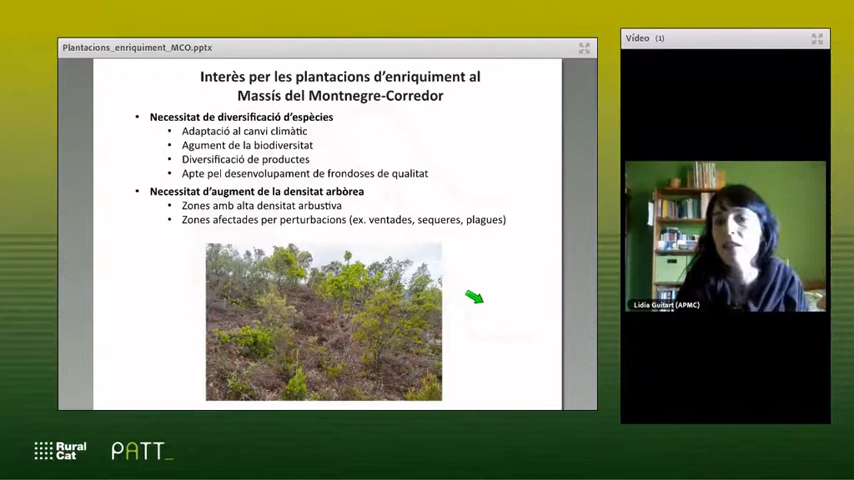 Plantacions_enriquiment_MCO.pptx
Interès per les plantacions d'enriquiment al
Massís del Montnegre-Corredor
• Necessitat de diversificació d'espècies
• Adaptació al canvi climàtic
• Agument de la biodiversitat
• Diversificació de productes
• Apte pel desenvolupament de frondoses de qualitat
• Necessitat d'augment de la densitat arbòrea
• Zones amb alta densitat arbustiva
• Zones afectades per perturbacions (ex. ventades, sequeres, plagues)
Video (1)
Lidia Guitart (APMC)
Rural
Cat
PATT_